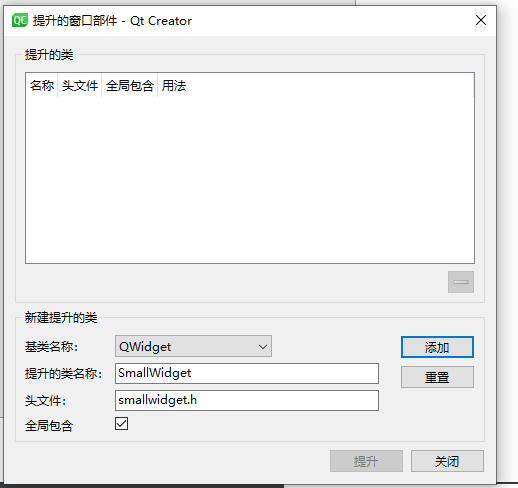 QC 提升的窗口部件 - Qt Creator
提升的类
名称 头文件 全局包含 用法
新建提升的类
基类名称: QWidget 添加
提升的类名称: SmallWidget 重置
头文件: smallwidget.h
全局包含
提升 关闭